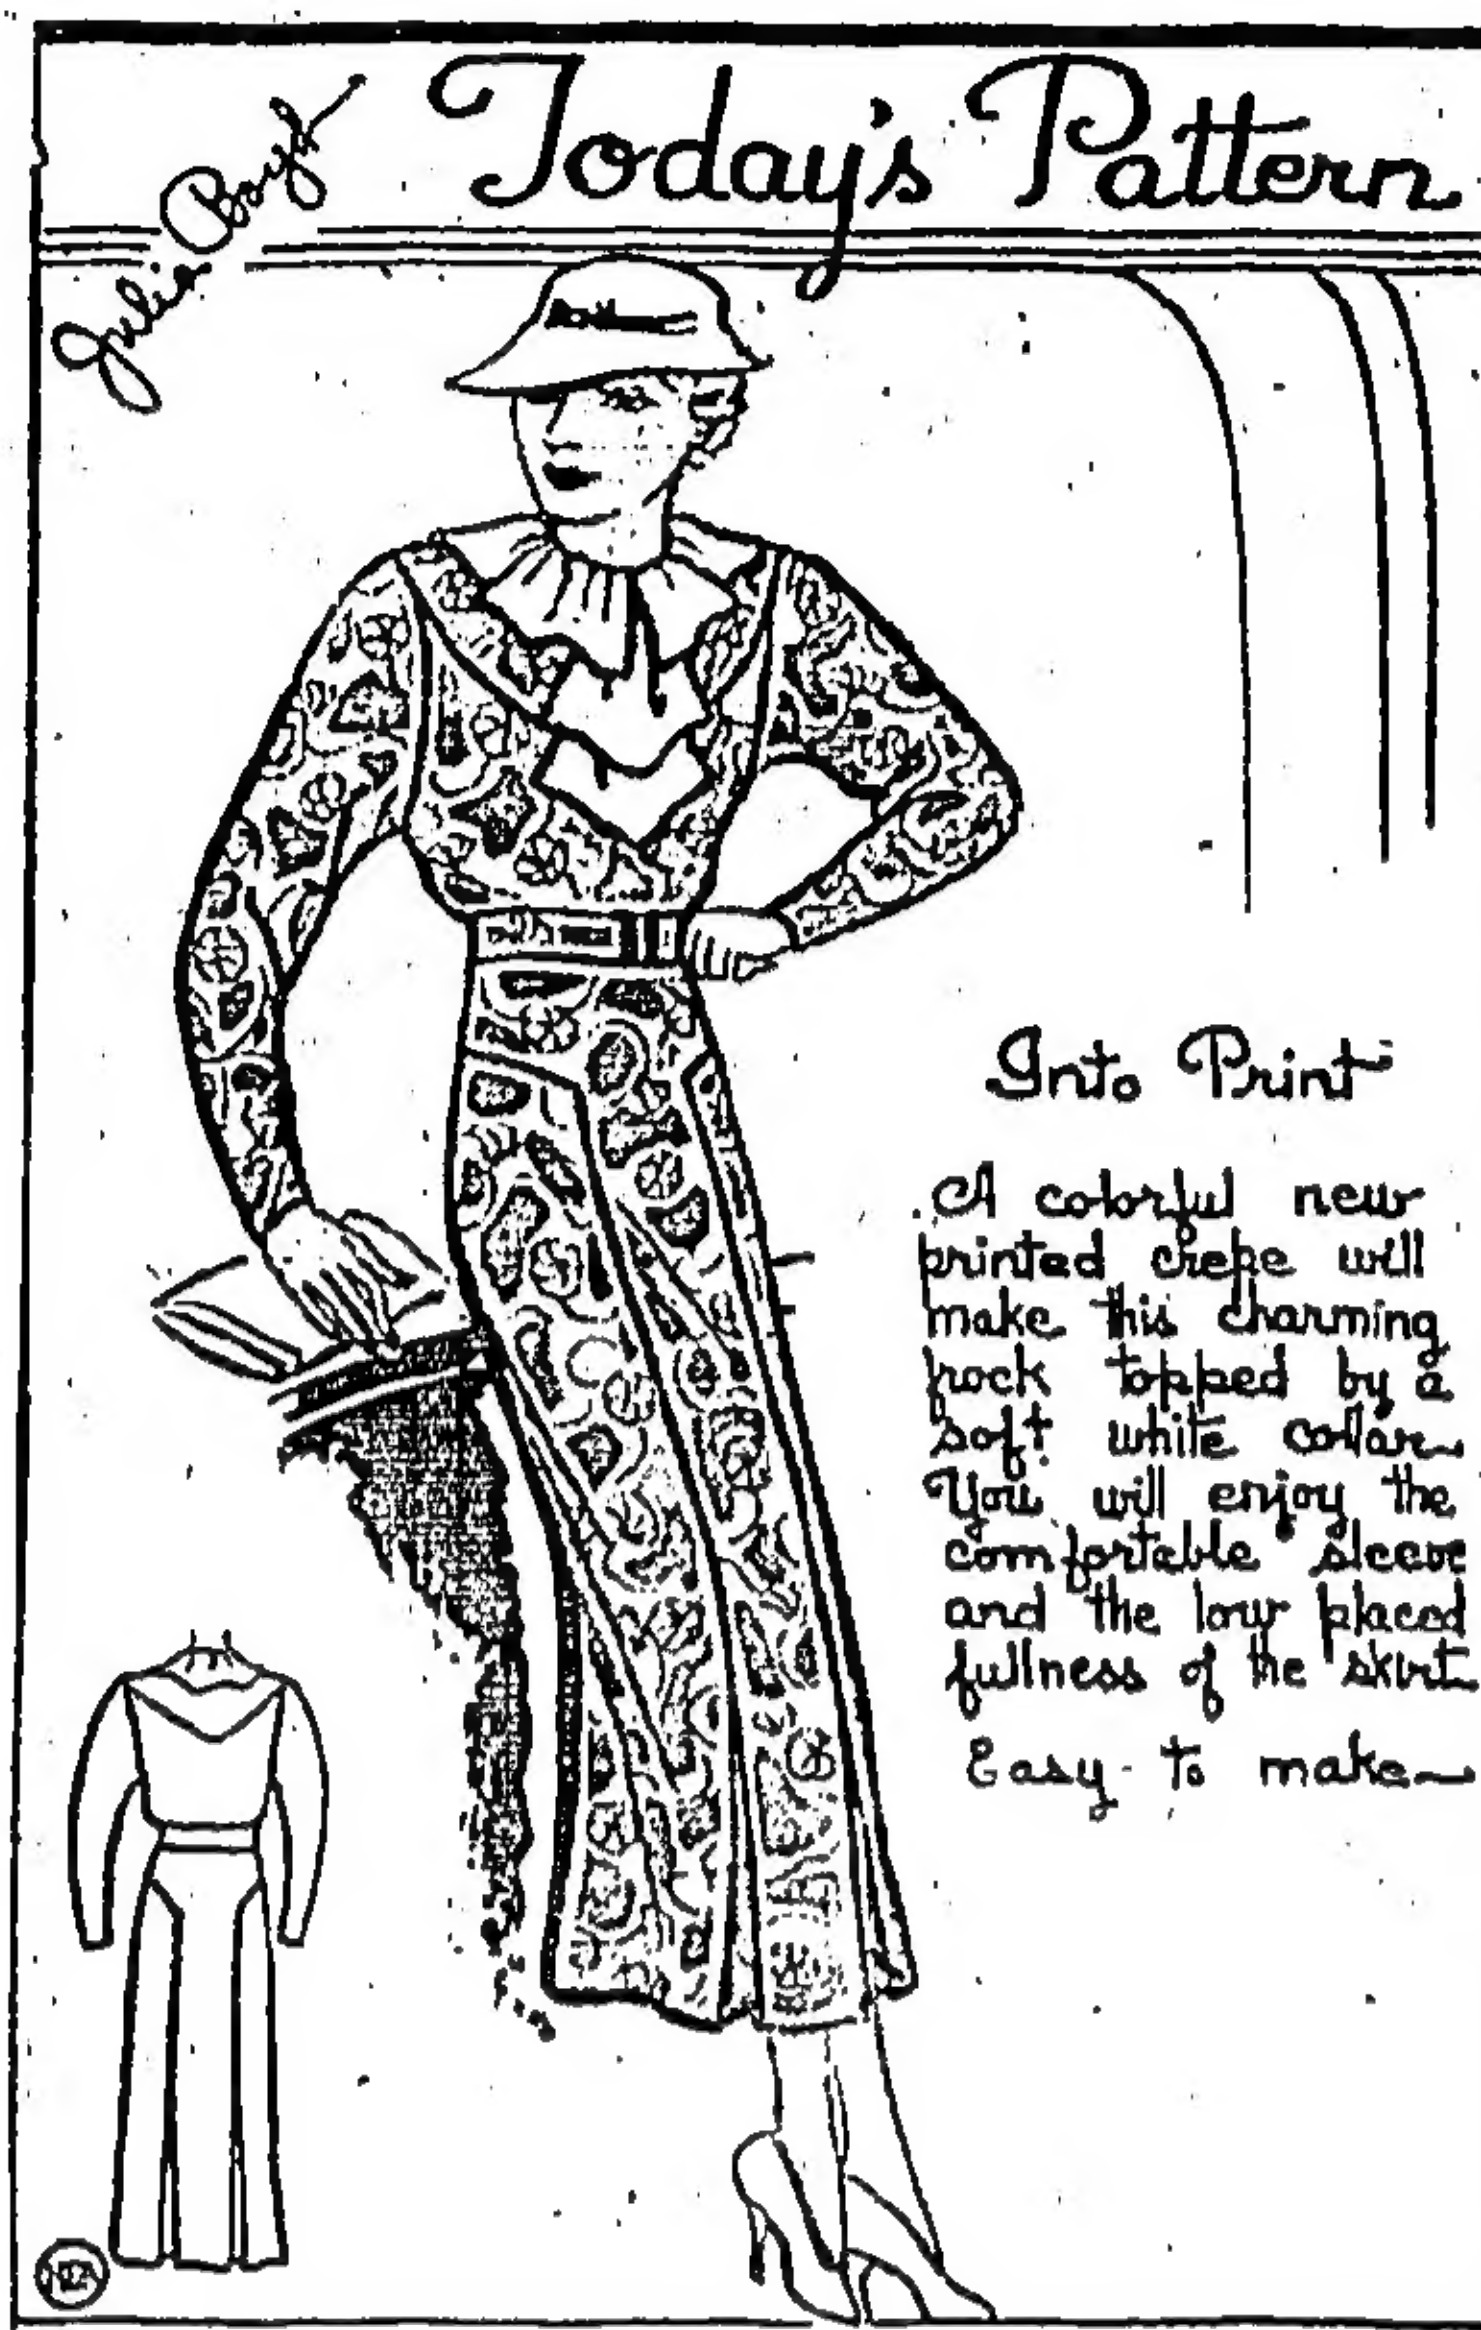 Julia Boyd
Today's Pattern
Into Print
A colorful new
printed crepe will
make this charming
frock topped by a
soft white collar
You will enjoy the
comfortable sleeve
and the low placed
fullness of the skirt
Easy to make
NEA